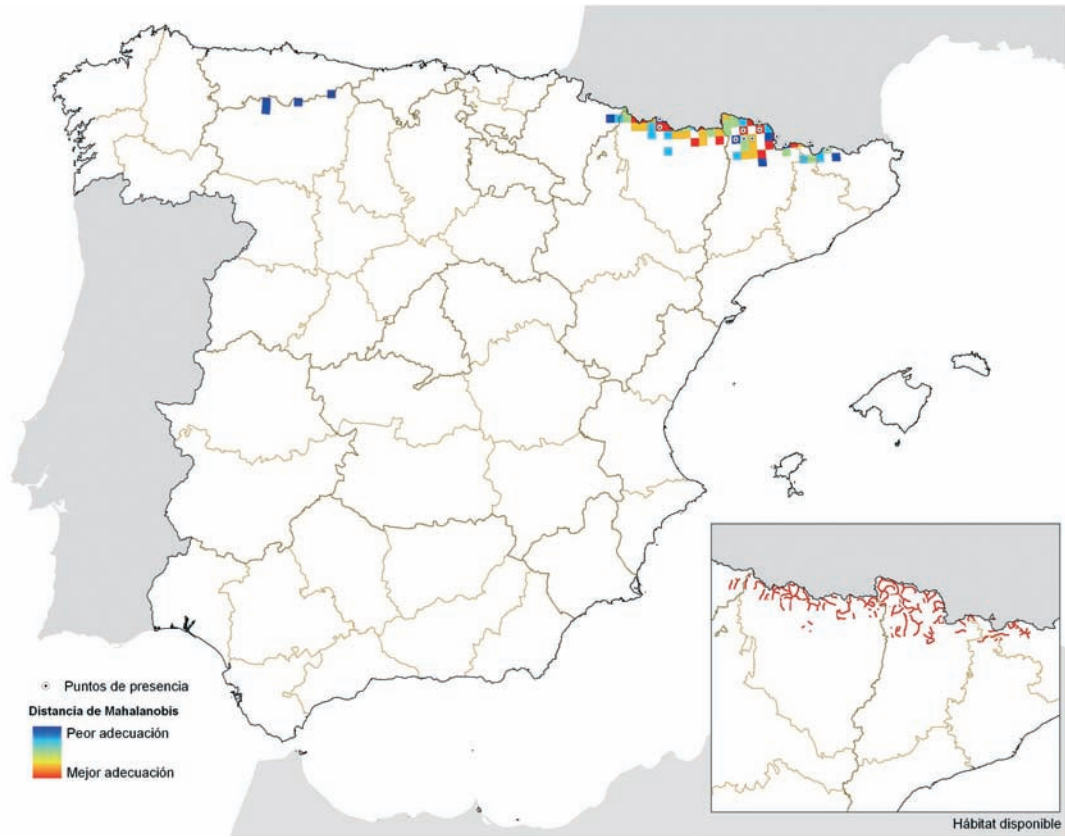 Puntos de presencia
Distancia de Mahalanobis
Peor adecuación
Mejor adecuación
Hábitat disponible